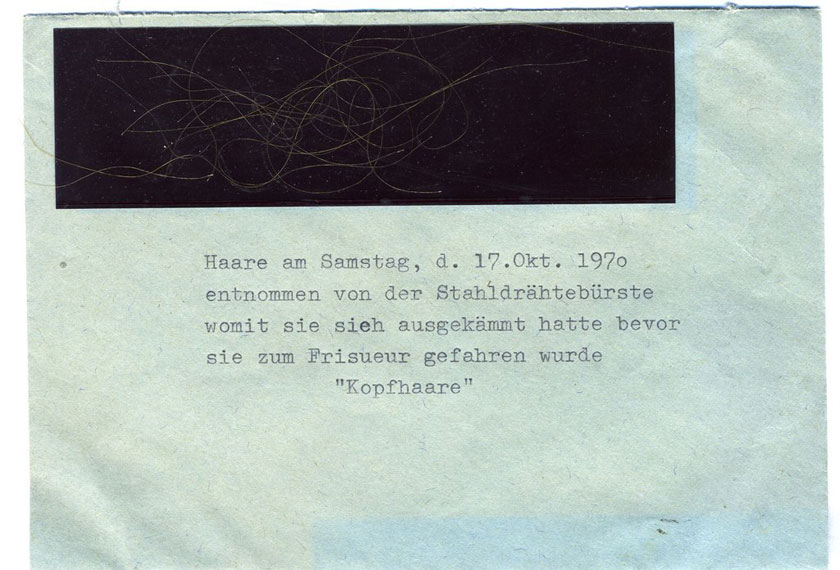 Haare am Samstag, d. 17.Okt. 197o
entnommen von der Stahldrähtebürste
womit sie sich ausgekämmt hatte bevor
sie zum Frisueur gefahren wurde
"Kopfhaare"